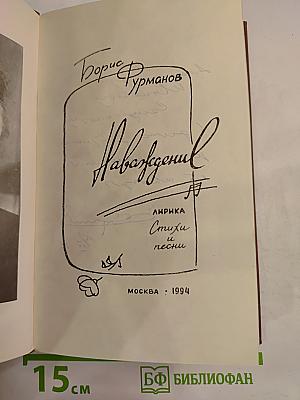 Борис
Фурманов
Наваждение
ЛИРИКА
Стихи
и
песни
МОСКВА • 1994
15 см
БФ БИБЛИОФАН